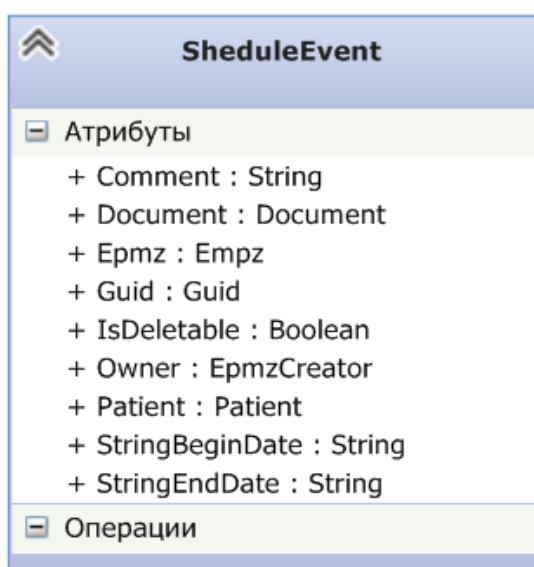 SheduleEvent
Атрибуты
+ Comment : String
+ Document : Document
+ Epmz : Empz
+ Guid : Guid
+ IsDeletable : Boolean
+ Owner : EpmzCreator
+ Patient : Patient
+ StringBeginDate : String
+ StringEndDate : String
Операции